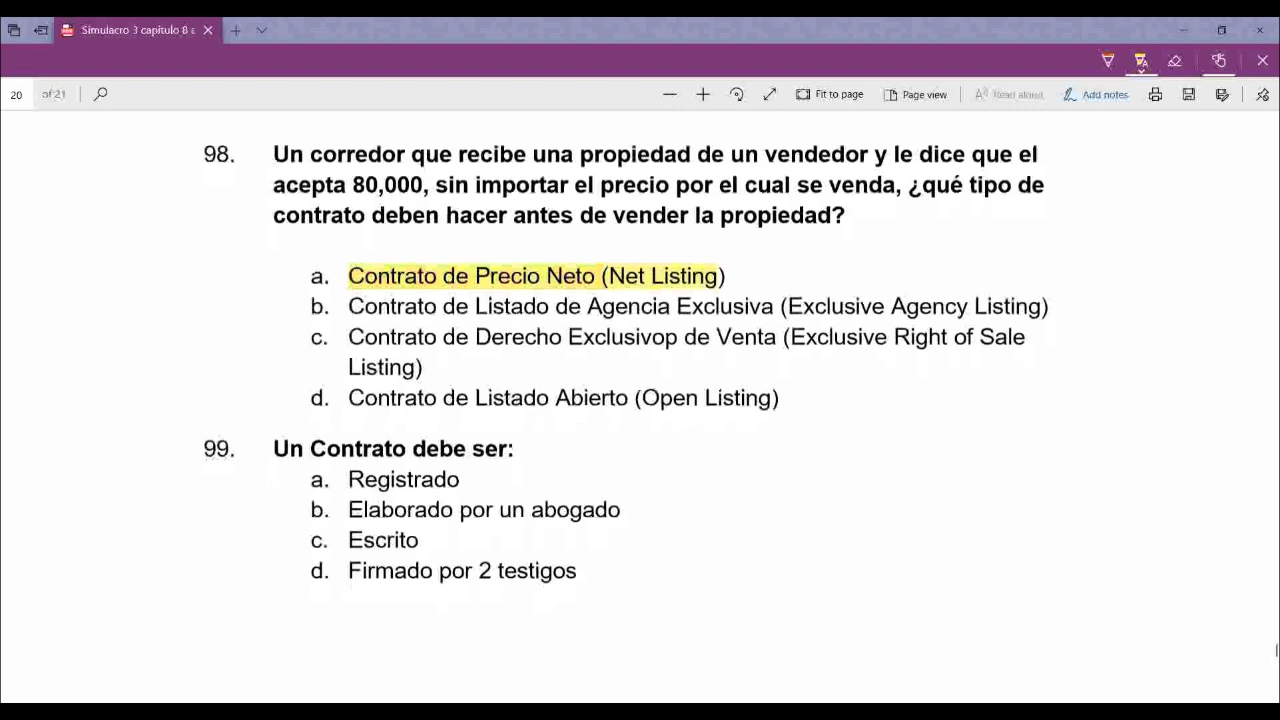 Simulacro 3 capitulo 8 e
20 of 21
Fit to page
Page view
Read aloud
Add notes
98. Un corredor que recibe una propiedad de un vendedor y le dice que el
acepta 80,000, sin importar el precio por el cual se venda, ¿qué tipo de
contrato deben hacer antes de vender la propiedad?
a. Contrato de Precio Neto (Net Listing)
b. Contrato de Listado de Agencia Exclusiva (Exclusive Agency Listing)
c. Contrato de Derecho Exclusivop de Venta (Exclusive Right of Sale
Listing)
d. Contrato de Listado Abierto (Open Listing)
99. Un Contrato debe ser:
a. Registrado
b. Elaborado por un abogado
c. Escrito
d. Firmado por 2 testigos